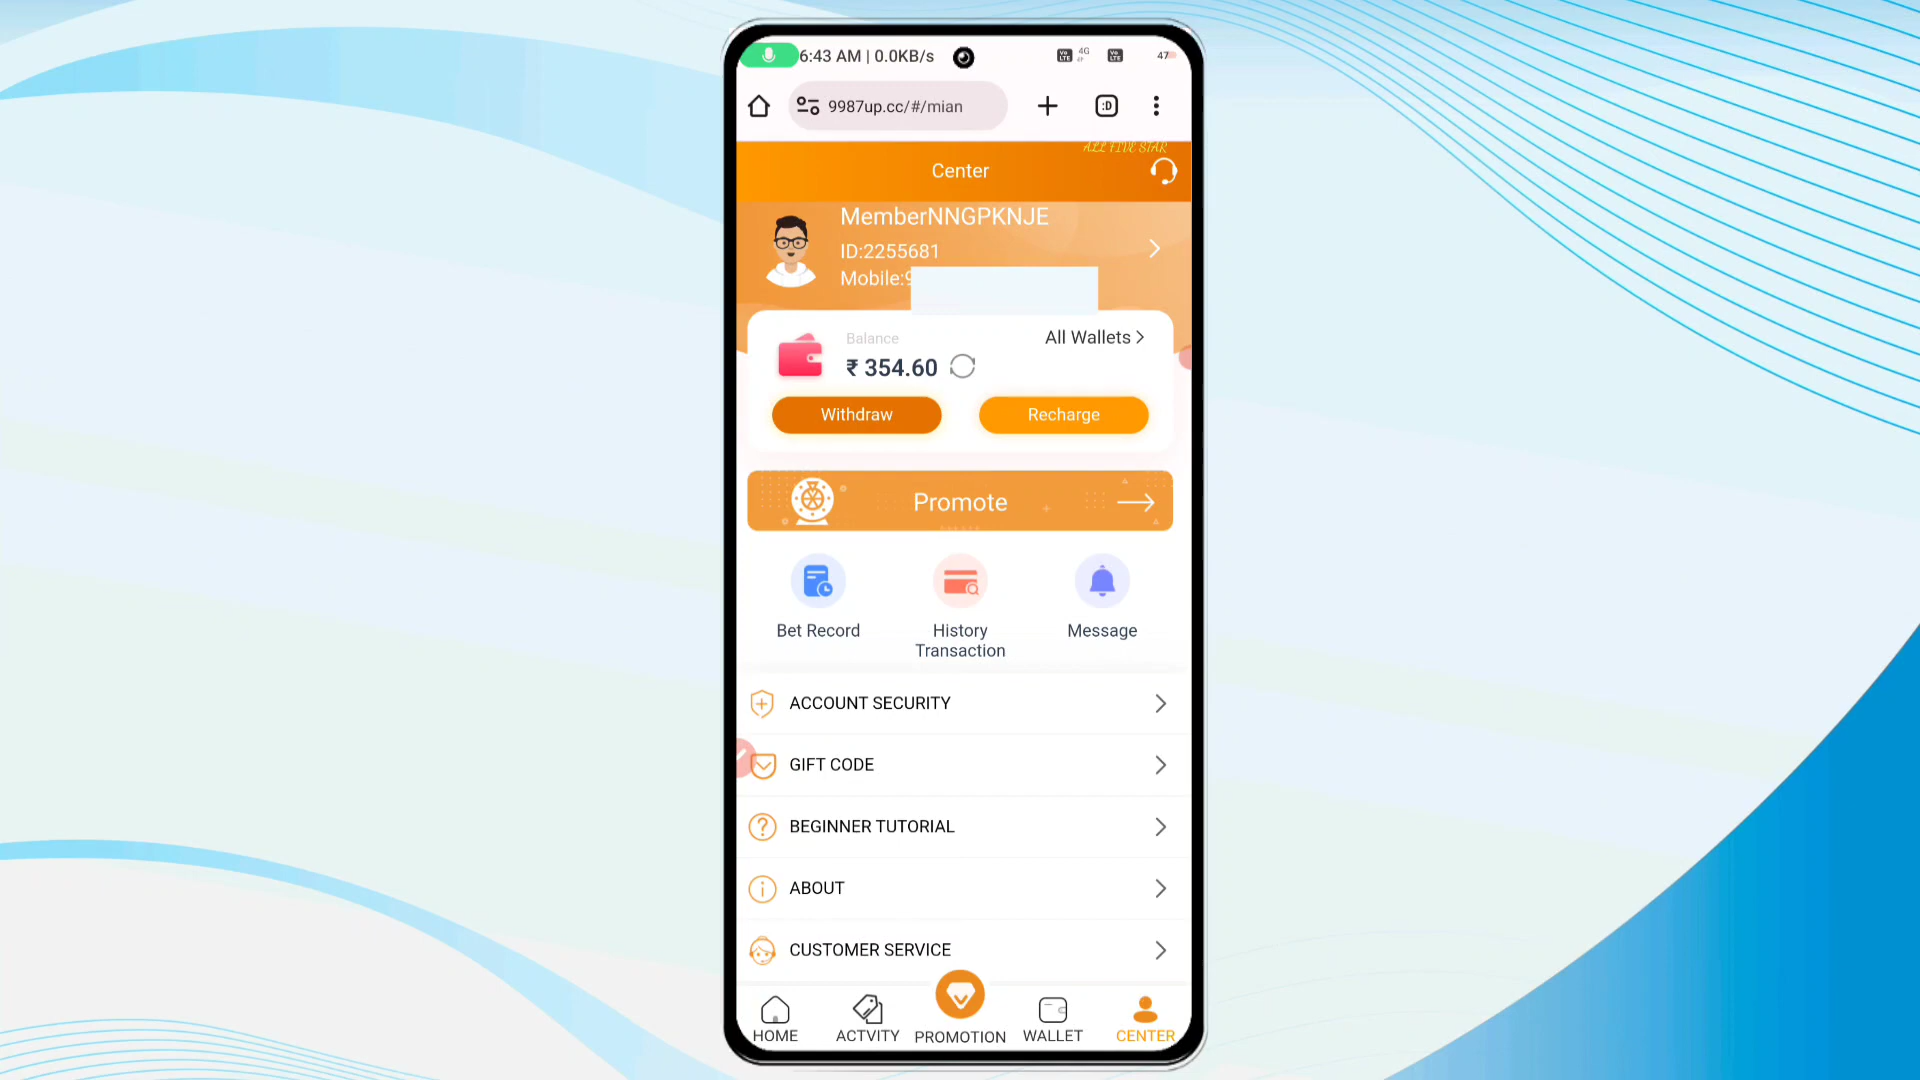 6:43 AM | 0.0KB/s
4G
47
9987up.cc/#/mian
:D
ALL FIVE STAR
Center
MemberNNGPKNJE
ID:2255681
Mobile:9
Balance
All Wallets
₹ 354.60
Withdraw
Recharge
Promote
Bet Record
History
Transaction
Message
ACCOUNT SECURITY
GIFT CODE
BEGINNER TUTORIAL
ABOUT
CUSTOMER SERVICE
HOME
ACTVITY
PROMOTION
WALLET
CENTER